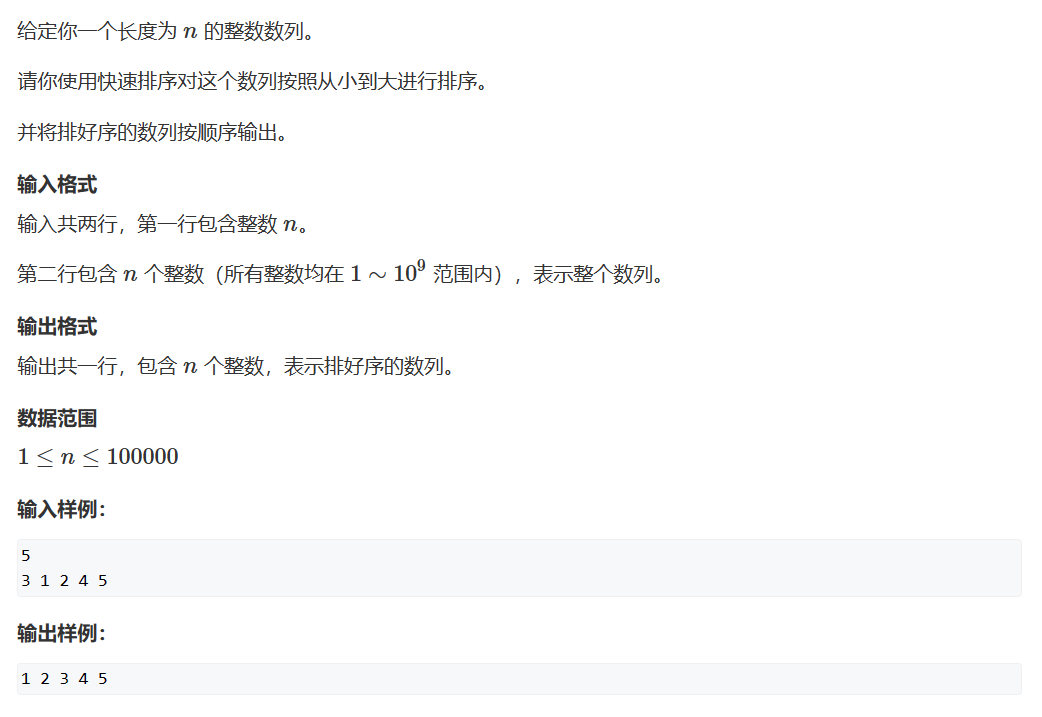 给定你一个长度为 n 的整数数列。
请你使用快速排序对这个数列按照从小到大进行排序。
并将排好序的数列按顺序输出。
输入格式
输入共两行，第一行包含整数 n。
第二行包含 n 个整数（所有整数均在 1 ∼ 10⁹ 范围内），表示整个数列。
输出格式
输出共一行，包含 n 个整数，表示排好序的数列。
数据范围
1 ≤ n ≤ 100000
输入样例：
5
3 1 2 4 5
输出样例：
1 2 3 4 5